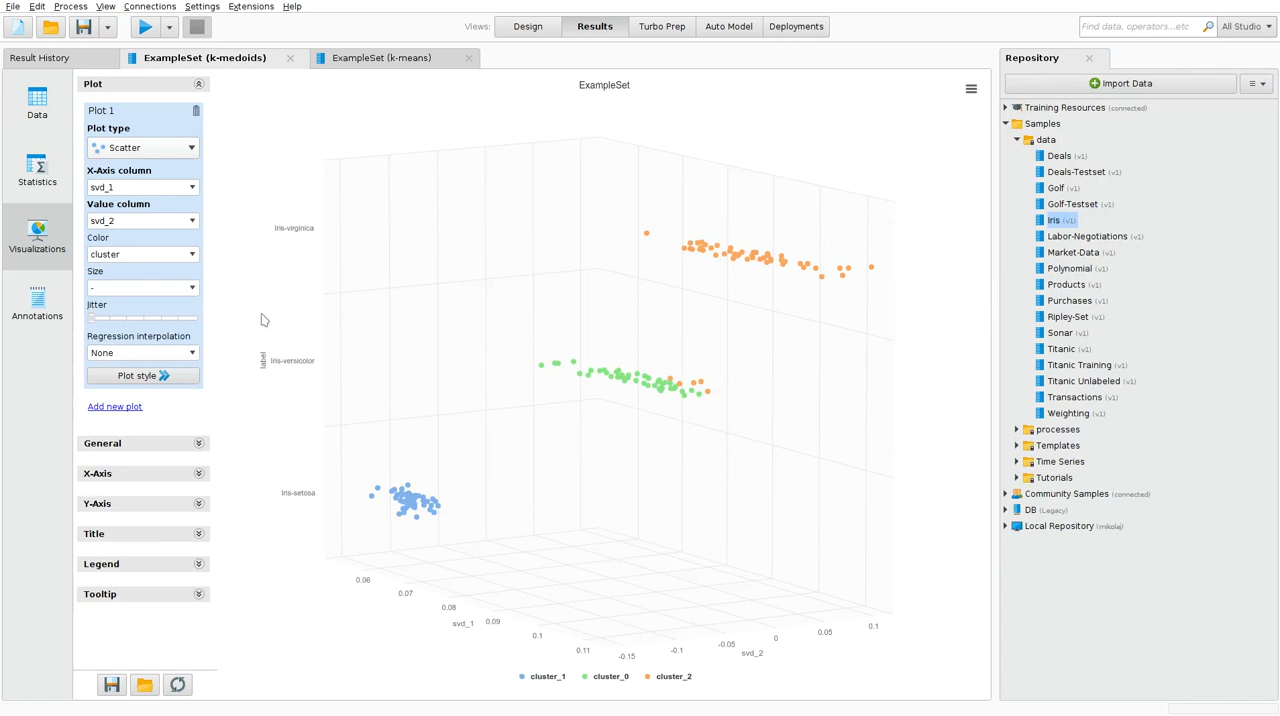 File Edit Process View Connections Settings Extensions Help
Views: Design Results Turbo Prep Auto Model Deployments
Find data, operators...etc All Studio
Result History
ExampleSet (k-medoids)
ExampleSet (k-means)
Data
Statistics
Visualizations
Annotations
Plot
Plot 1
Plot type
Scatter
X-Axis column
svd_1
Value column
svd_2
Color
cluster
Size
-
Jitter
Regression interpolation
None
Plot style
Add new plot
General
X-Axis
Y-Axis
Title
Legend
Tooltip
ExampleSet
Iris-virginica
label
Iris-versicolor
Iris-setosa
0.06
0.07
0.08
0.09
0.1
0.11
svd_1
-0.15
-0.1
-0.05
0
0.05
0.1
svd_2
cluster_1 cluster_0 cluster_2
Repository
Import Data
Training Resources (connected)
Samples
data
Deals (v1)
Deals-Testset (v1)
Golf (v1)
Golf-Testset (v1)
Iris (v1)
Labor-Negotiations (v1)
Market-Data (v1)
Polynomial (v1)
Products (v1)
Purchases (v1)
Ripley-Set (v1)
Sonar (v1)
Titanic (v1)
Titanic Training (v1)
Titanic Unlabeled (v1)
Transactions (v1)
Weighting (v1)
processes
Templates
Time Series
Tutorials
Community Samples (connected)
DB (Legacy)
Local Repository (mikolaj)